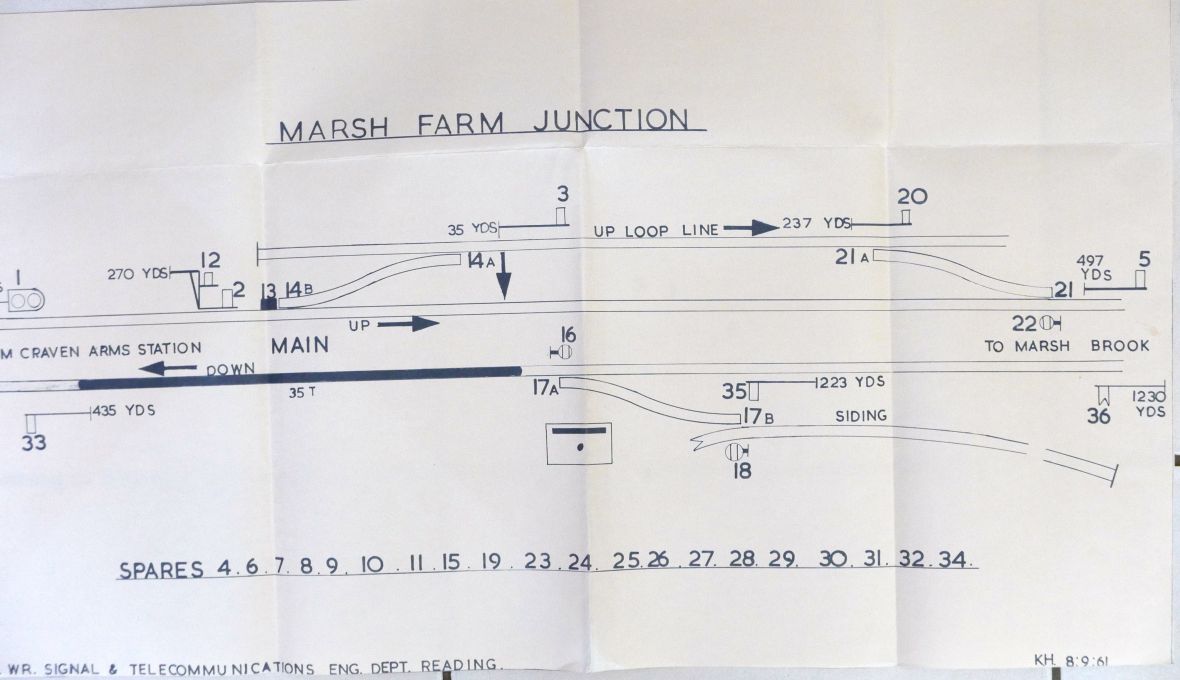 MARSH FARM JUNCTION
3
20
35 YDS
UP LOOP LINE
237 YDS
1
270 YDS
12
2
13
14B
14A
21A
497 YDS
5
21
UP
16
22
M CRAVEN ARMS STATION
MAIN
TO MARSH BROOK
DOWN
35 T
17A
35
1223 YDS
1230 YDS
36
435 YDS
33
17B
SIDING
18
SPARES 4. 6. 7. 8. 9. 10 . 11. 15 . 19 . 23. 24. 25. 26 . 27. 28. 29. 30. 31. 32. 34.
WR. SIGNAL & TELECOMMUNICATIONS ENG. DEPT. READING.
KH. 8:9:61